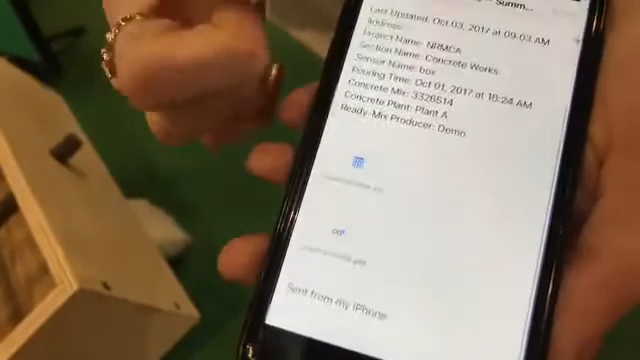 Summ...
Last Updated: Oct 03, 2017 at 09:03 AM
Address:
Project Name: NRMCA
Section Name: Concrete Works
Sensor Name: box
Pouring Time: Oct 01, 2017 at 10:24 AM
Concrete Mix: 3326514
Concrete Plant: Plant A
Ready-Mix Producer: Demo
Sent from my iPhone